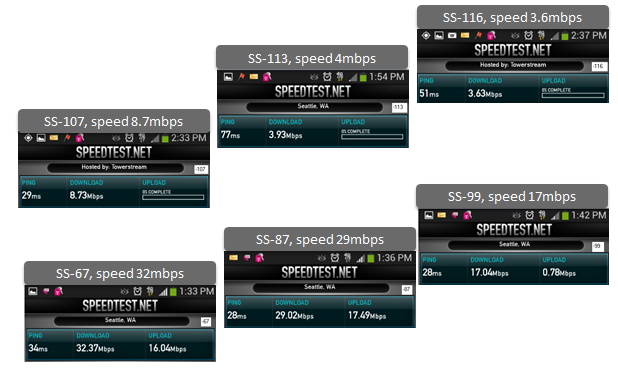 SS-116, speed 3.6mbps
2:37 PM
SPEEDTEST.NET
Hosted by: Towerstream
-116
PING DOWNLOAD UPLOAD
51ms 3.63Mbps 0% COMPLETE
SS-113, speed 4mbps
1:54 PM
SPEEDTEST.NET
Seattle, WA
-113
PING DOWNLOAD UPLOAD
77ms 3.93Mbps 0% COMPLETE
SS-107, speed 8.7mbps
2:33 PM
SPEEDTEST.NET
Hosted by: Towerstream
-107
PING DOWNLOAD UPLOAD
29ms 8.73Mbps 0% COMPLETE
SS-99, speed 17mbps
1:42 PM
SPEEDTEST.NET
Seattle, WA
-99
PING DOWNLOAD UPLOAD
28ms 17.04Mbps 0.78Mbps
SS-87, speed 29mbps
1:36 PM
SPEEDTEST.NET
Seattle, WA
-87
PING DOWNLOAD UPLOAD
28ms 29.02Mbps 17.49Mbps
SS-67, speed 32mbps
1:33 PM
SPEEDTEST.NET
Seattle, WA
-67
PING DOWNLOAD UPLOAD
34ms 32.37Mbps 16.04Mbps